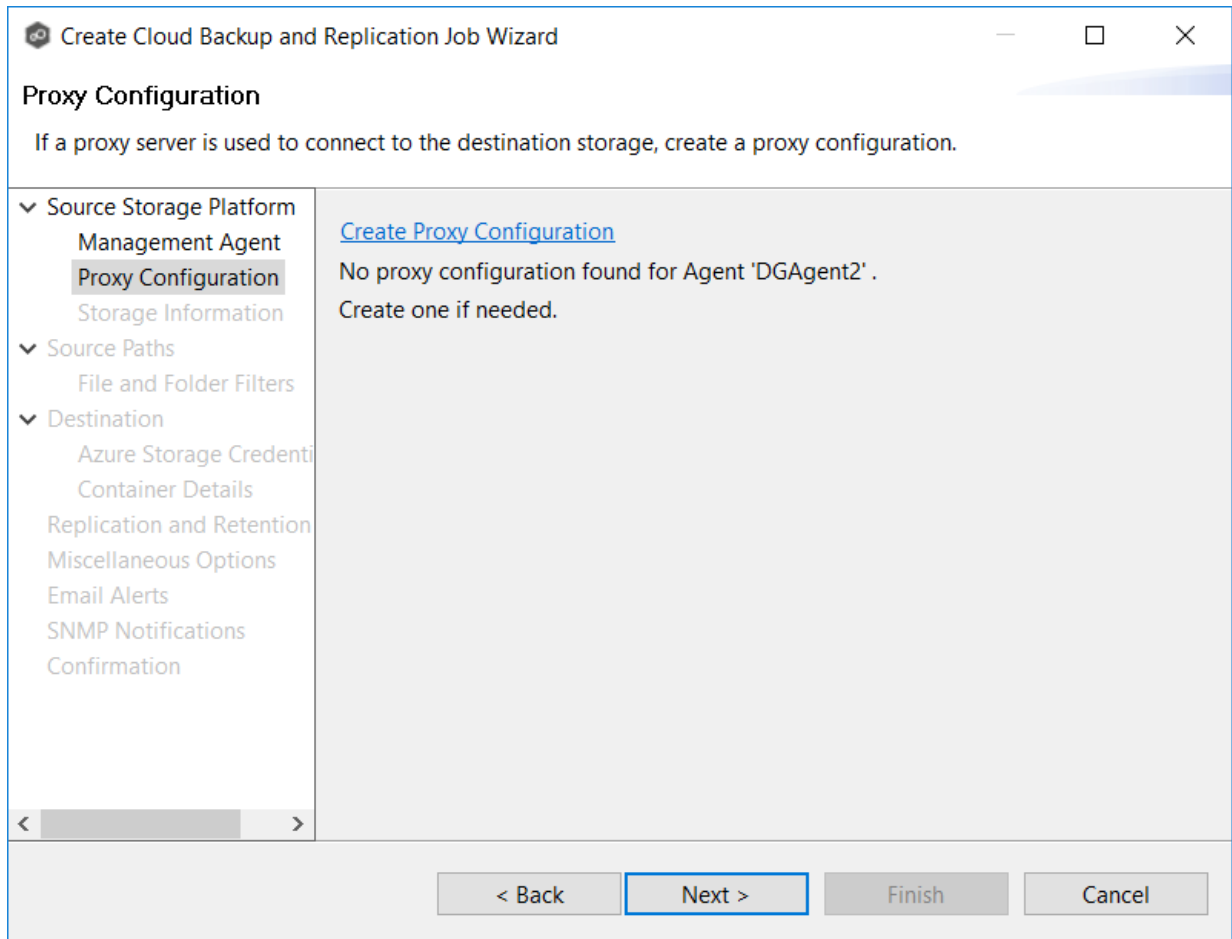 Create Cloud Backup and Replication Job Wizard
Proxy Configuration
If a proxy server is used to connect to the destination storage, create a proxy configuration.
Source Storage Platform
Management Agent
Proxy Configuration
Storage Information
Source Paths
File and Folder Filters
Destination
Azure Storage Credenti
Container Details
Replication and Retention
Miscellaneous Options
Email Alerts
SNMP Notifications
Confirmation
Create Proxy Configuration
No proxy configuration found for Agent 'DGAgent2' .
Create one if needed.
< Back Next > Finish Cancel